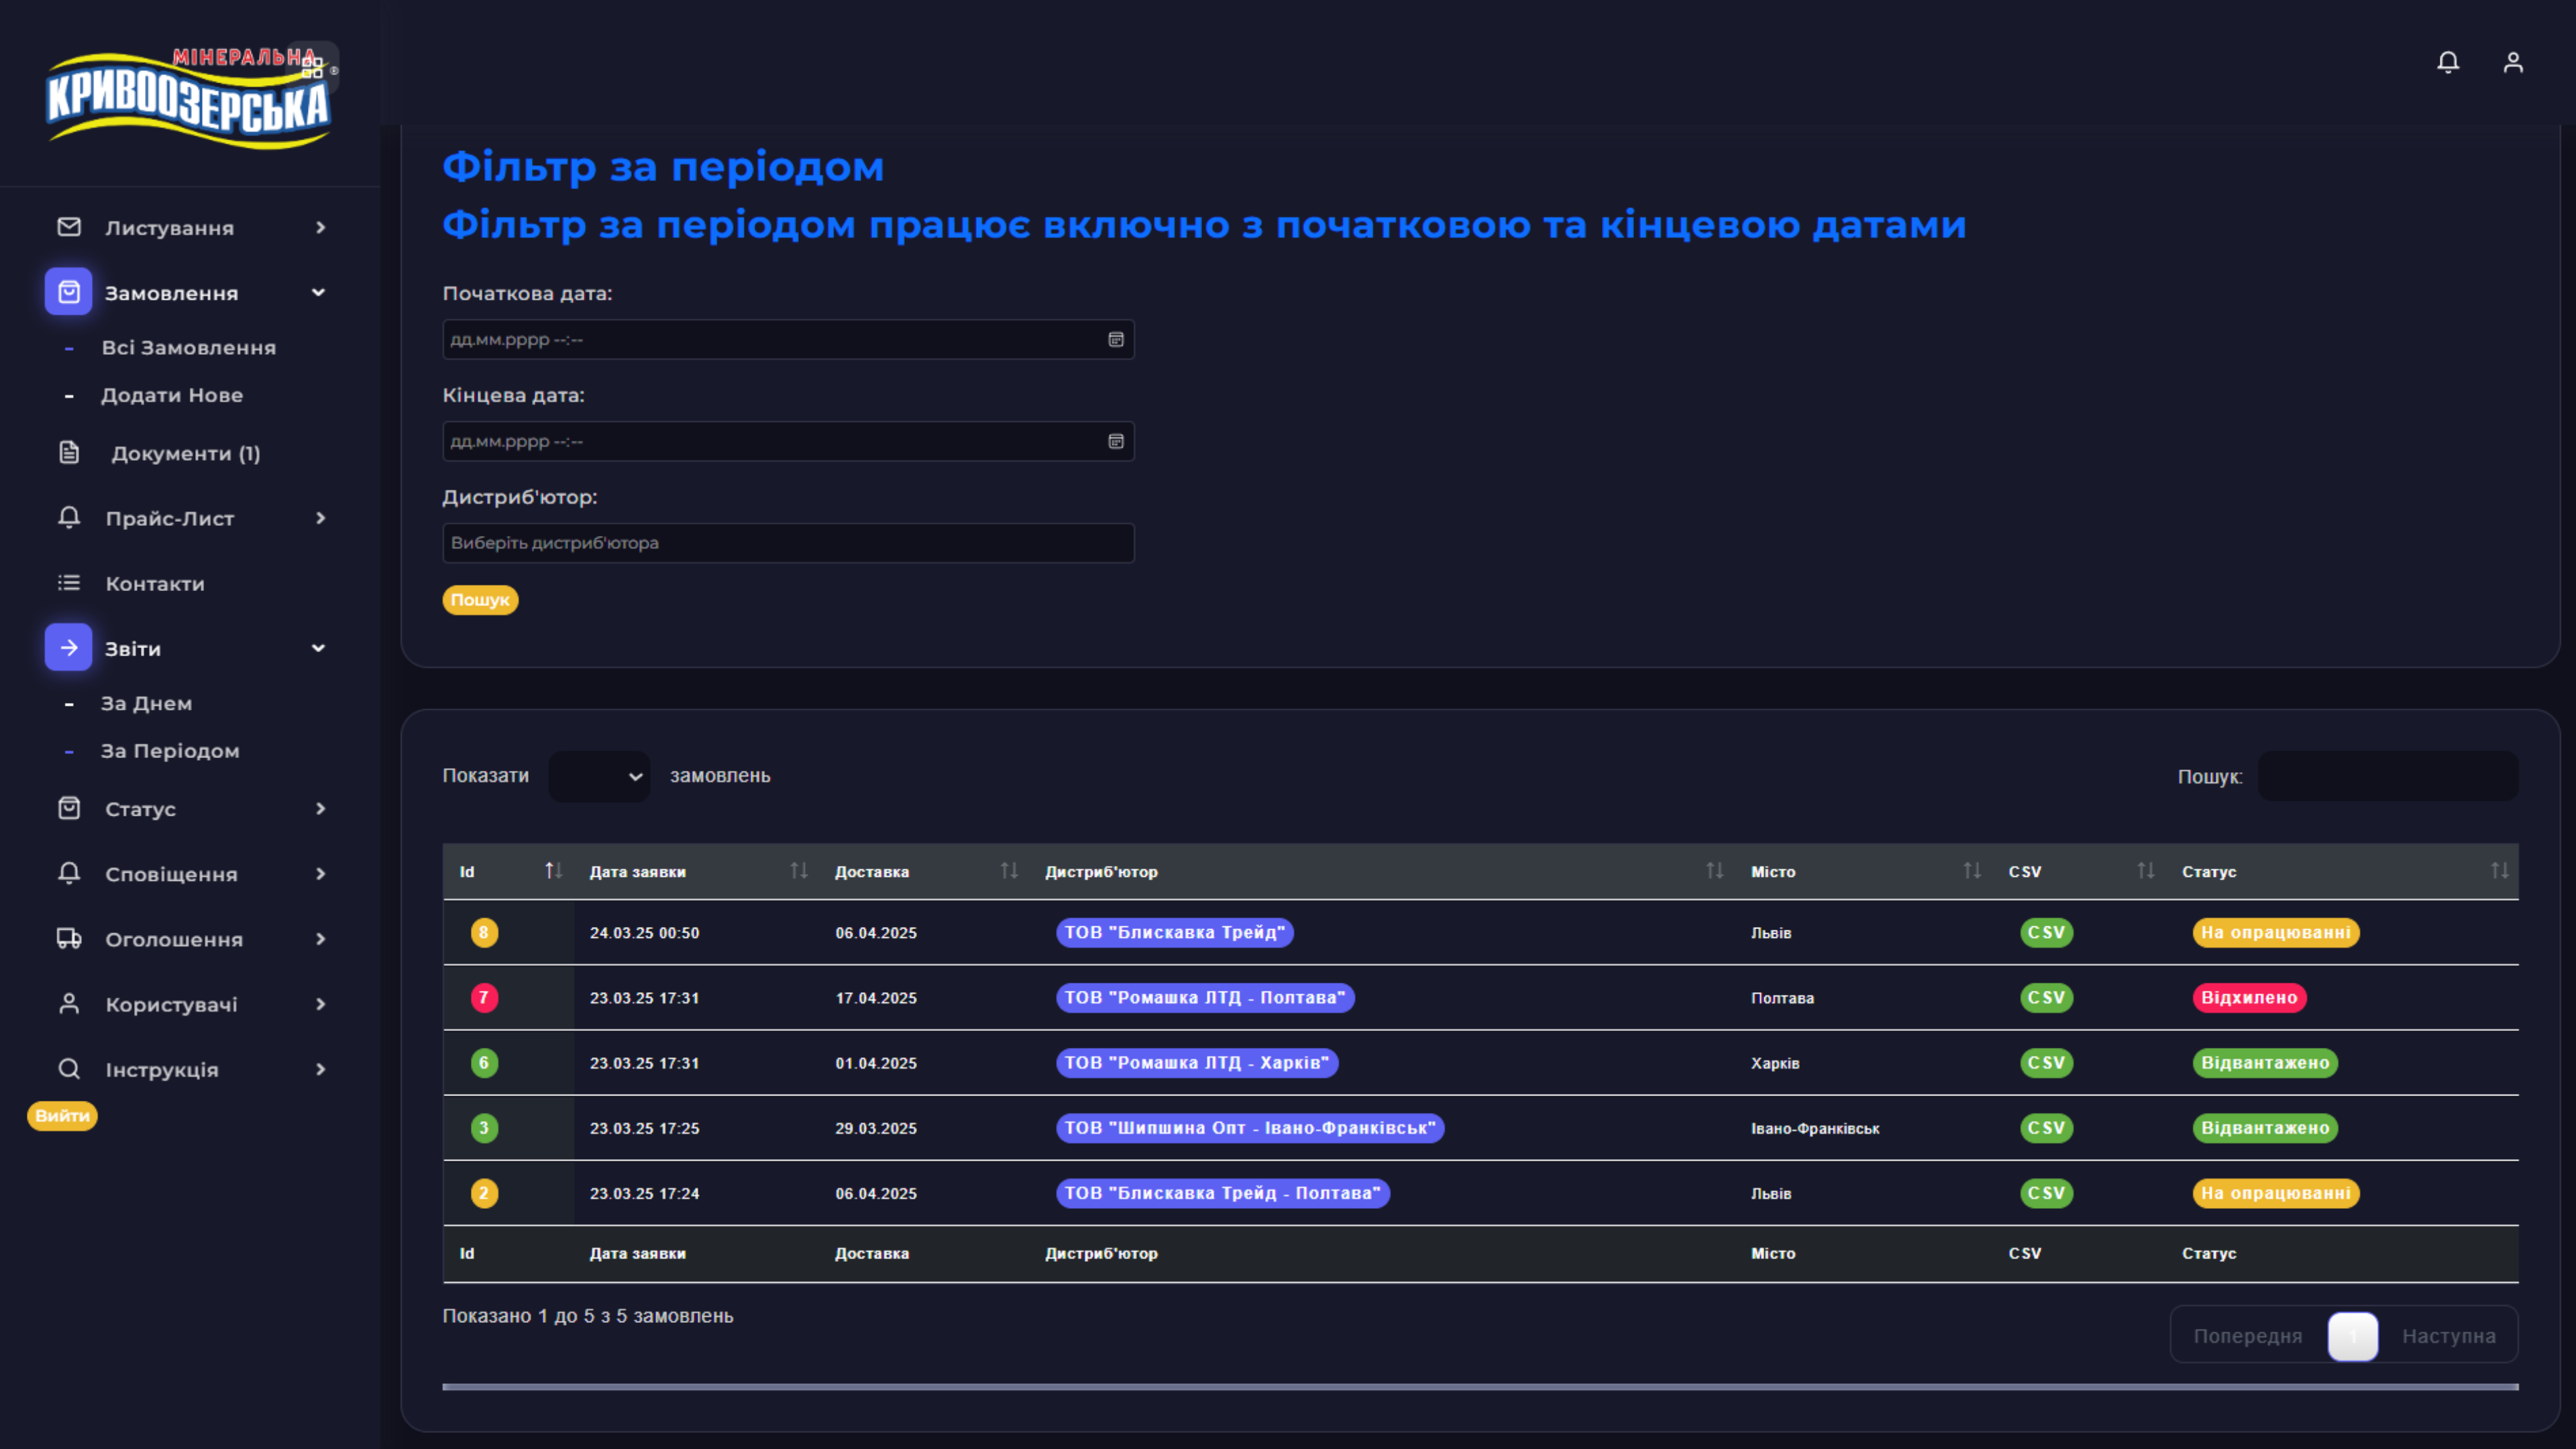 МІНЕРАЛЬНА
КРИВООЗЕРСЬКА ®
Листування
Замовлення
- Всі Замовлення
- Додати Нове
Документи (1)
Прайс-Лист
Контакти
Звіти
- За Днем
- За Періодом
Статус
Сповіщення
Оголошення
Користувачі
Інструкція
Вийти
Фільтр за періодом
Фільтр за періодом працює включно з початковою та кінцевою датами
Початкова дата:
дд.мм.рррр --:--
Кінцева дата:
дд.мм.рррр --:--
Дистриб'ютор:
Виберіть дистриб'ютора
Пошук
Показати замовлень Пошук:
Id Дата заявки Доставка Дистриб'ютор Місто CSV Статус
8 24.03.25 00:50 06.04.2025 ТОВ "Блискавка Трейд" Львів CSV На опрацюванні
7 23.03.25 17:31 17.04.2025 ТОВ "Ромашка ЛТД - Полтава" Полтава CSV Відхилено
6 23.03.25 17:31 01.04.2025 ТОВ "Ромашка ЛТД - Харків" Харків CSV Відвантажено
3 23.03.25 17:25 29.03.2025 ТОВ "Шипшина Опт - Івано-Франківськ" Івано-Франківськ CSV Відвантажено
2 23.03.25 17:24 06.04.2025 ТОВ "Блискавка Трейд - Полтава" Львів CSV На опрацюванні
Id Дата заявки Доставка Дистриб'ютор Місто CSV Статус
Показано 1 до 5 з 5 замовлень
Попередня 1 Наступна